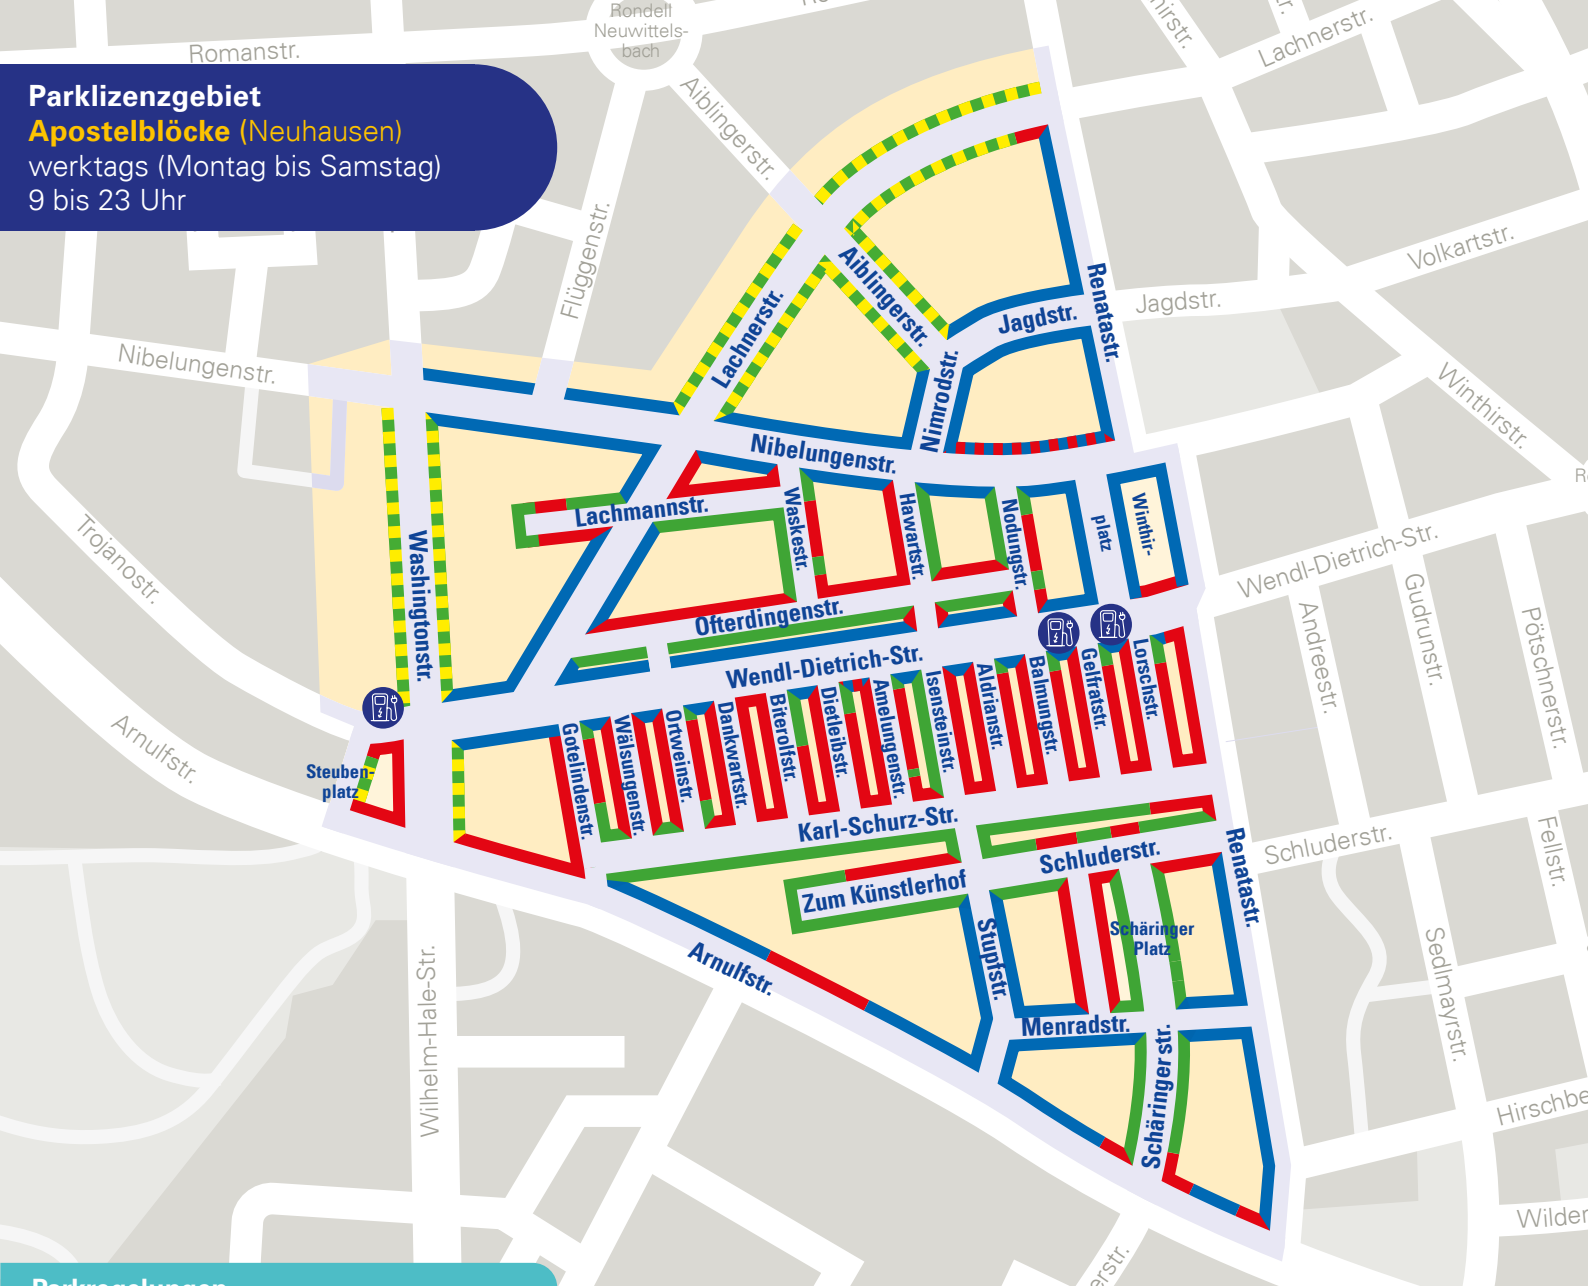 Rondell
Neuwittels-
bach
Romanstr.
Lachnerstr.
Parklizenzgebiet
Apostelblöcke (Neuhausen)
werktags (Montag bis Samstag)
9 bis 23 Uhr
Aiblingerstr.
Flüggenstr.
Volkartstr.
Jagdstr.
Renatastr.
Aiblingerstr.
Jagdstr.
Lachnerstr.
Nimrodstr.
Nibelungenstr.
Winthirstr.
Nibelungenstr.
Lachmannstr.
Waskestr.
Hawartstr.
Nodungstr.
platz
Winthir-
Trojanostr.
Washingtonstr.
Wendl-Dietrich-Str.
Gudrunstr.
Andreestr.
Pötschnerstr.
Ofterdingenstr.
Wendl-Dietrich-Str.
Arnulfstr.
Steuben-
platz
Gotelindenstr.
Wälsungenstr.
Ortweinstr.
Dankwartstr.
Biterolfstr.
Dietleibstr.
Amelungenstr.
Isensteinstr.
Aldrianstr.
Balmungstr.
Gelfratstr.
Lorschstr.
Karl-Schurz-Str.
Schluderstr.
Schluderstr.
Fellstr.
Renatastr.
Zum Künstlerhof
Stupfstr.
Schäringer
Platz
Arnulfstr.
Sedlmayrstr.
Wilhelm-Hale-Str.
Menradstr.
Schäringerstr.